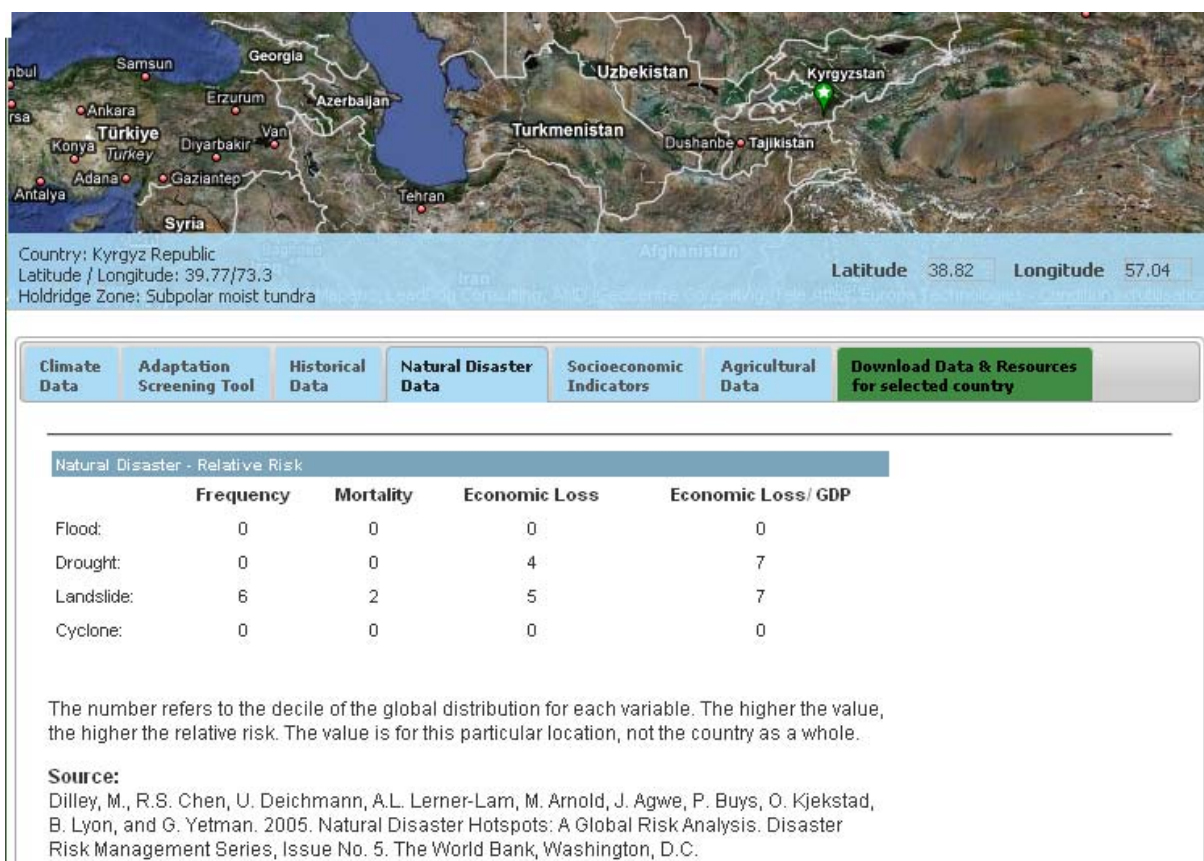 Samsun
Georgia
Uzbekistan
Kyrgyzstan
nbul
Erzurum
Azerbaijan
rsa
Ankara
Türkiye
Turkey
Konya
Diyarbakir
Van
Turkmenistan
Dushanbe
Tajikistan
Adana
Gaziantep
Antalya
Tehran
Syria
Country: Kyrgyz Republic
Latitude / Longitude: 39.77/73.3
Holdridge Zone: Subpolar moist tundra
Afghanistan
Iran
Latitude 38.82 Longitude 57.04
Climate Data
Adaptation Screening Tool
Historical Data
Natural Disaster Data
Socioeconomic Indicators
Agricultural Data
Download Data & Resources for selected country
Natural Disaster - Relative Risk
Frequency Mortality Economic Loss Economic Loss/GDP
Flood: 0 0 0 0
Drought: 0 0 4 7
Landslide: 6 2 5 7
Cyclone: 0 0 0 0
The number refers to the decile of the global distribution for each variable. The higher the value,
the higher the relative risk. The value is for this particular location, not the country as a whole.
Source:
Dilley, M., R.S. Chen, U. Deichmann, A.L. Lerner-Lam, M. Arnold, J. Agwe, P. Buys, O. Kjekstad,
B. Lyon, and G. Yetman. 2005. Natural Disaster Hotspots: A Global Risk Analysis. Disaster
Risk Management Series, Issue No. 5. The World Bank, Washington, D.C.